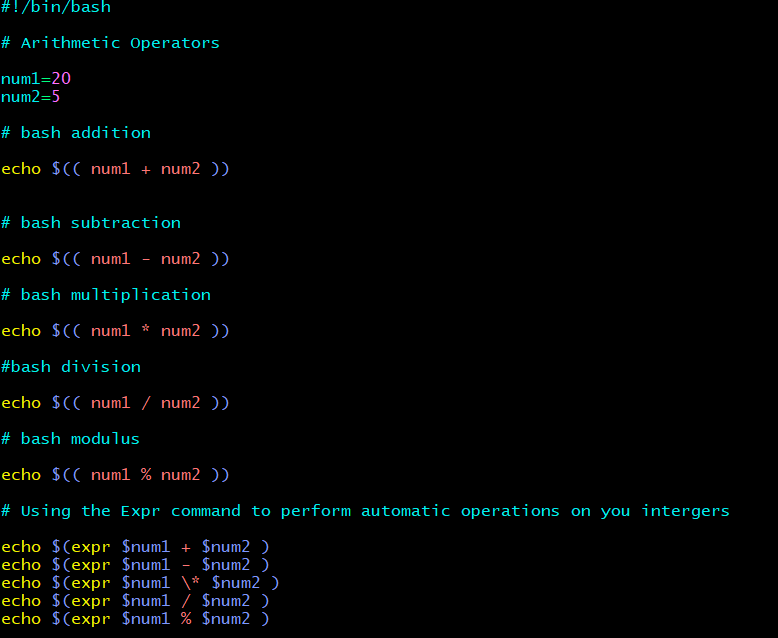 #!/bin/bash
# Arithmetic Operators
num1=20
num2=5
# bash addition
echo $(( num1 + num2 ))
# bash subtraction
echo $(( num1 - num2 ))
# bash multiplication
echo $(( num1 * num2 ))
#bash division
echo $(( num1 / num2 ))
# bash modulus
echo $(( num1 % num2 ))
# Using the Expr command to perform automatic operations on you intergers
echo $(expr $num1 + $num2 )
echo $(expr $num1 - $num2 )
echo $(expr $num1 \* $num2 )
echo $(expr $num1 / $num2 )
echo $(expr $num1 % $num2 )